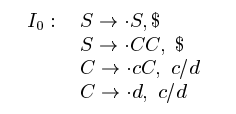 I₀ : S → ·S, $
S → ·CC, $
C → ·cC, c/d
C → ·d, c/d